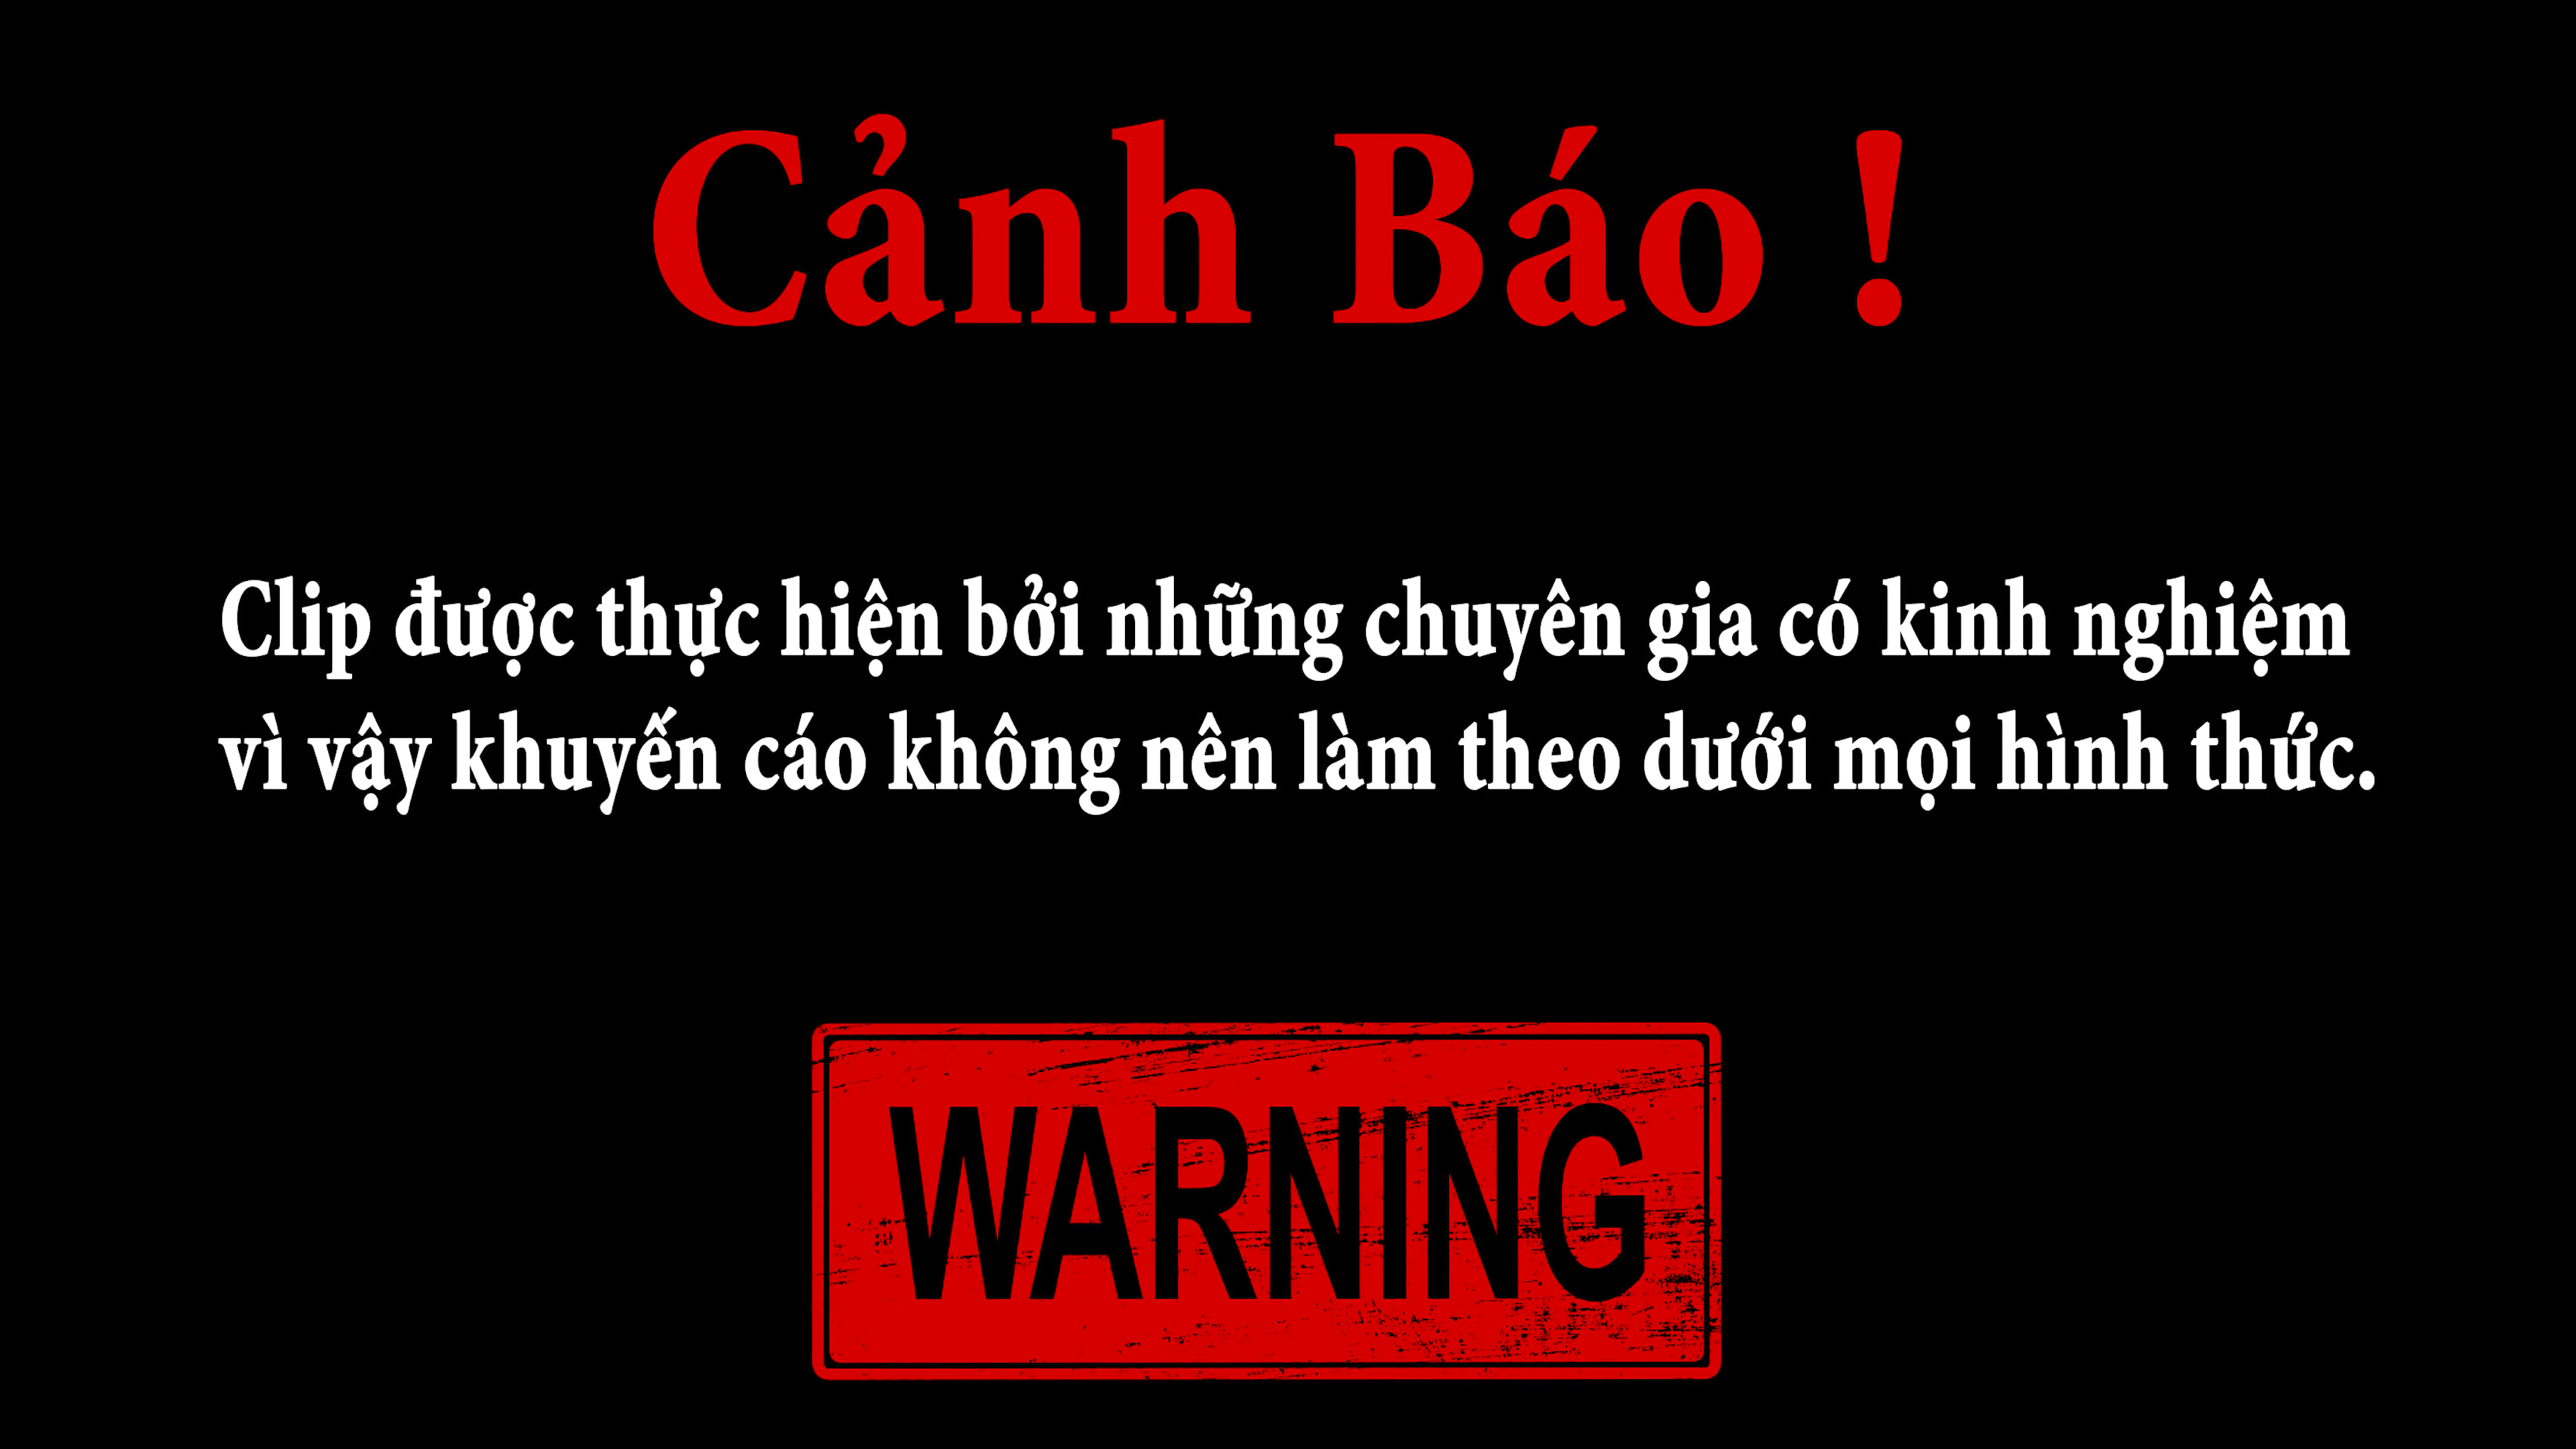 Cảnh Báo !
Clip được thực hiện bởi những chuyên gia có kinh nghiệm
vì vậy khuyến cáo không nên làm theo dưới mọi hình thức.
WARNING